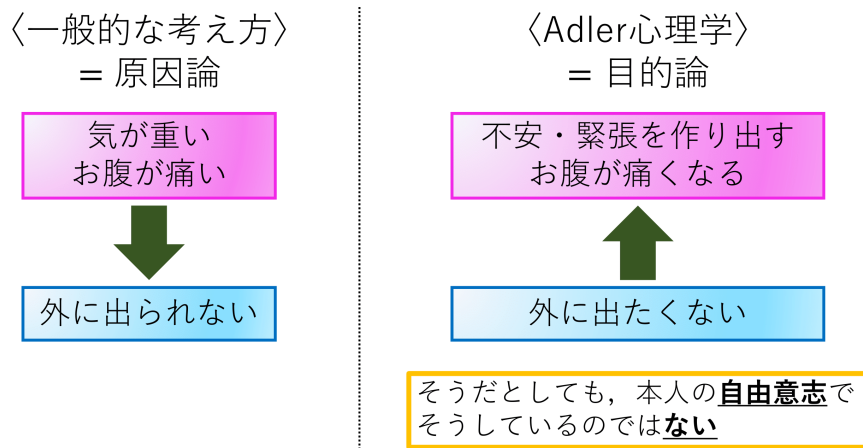 〈一般的な考え方〉
= 原因論
気が重い
お腹が痛い
外に出られない
〈Adler心理学〉
= 目的論
不安・緊張を作り出す
お腹が痛くなる
外に出たくない
そうだとしても，本人の自由意志で
そうしているのではない